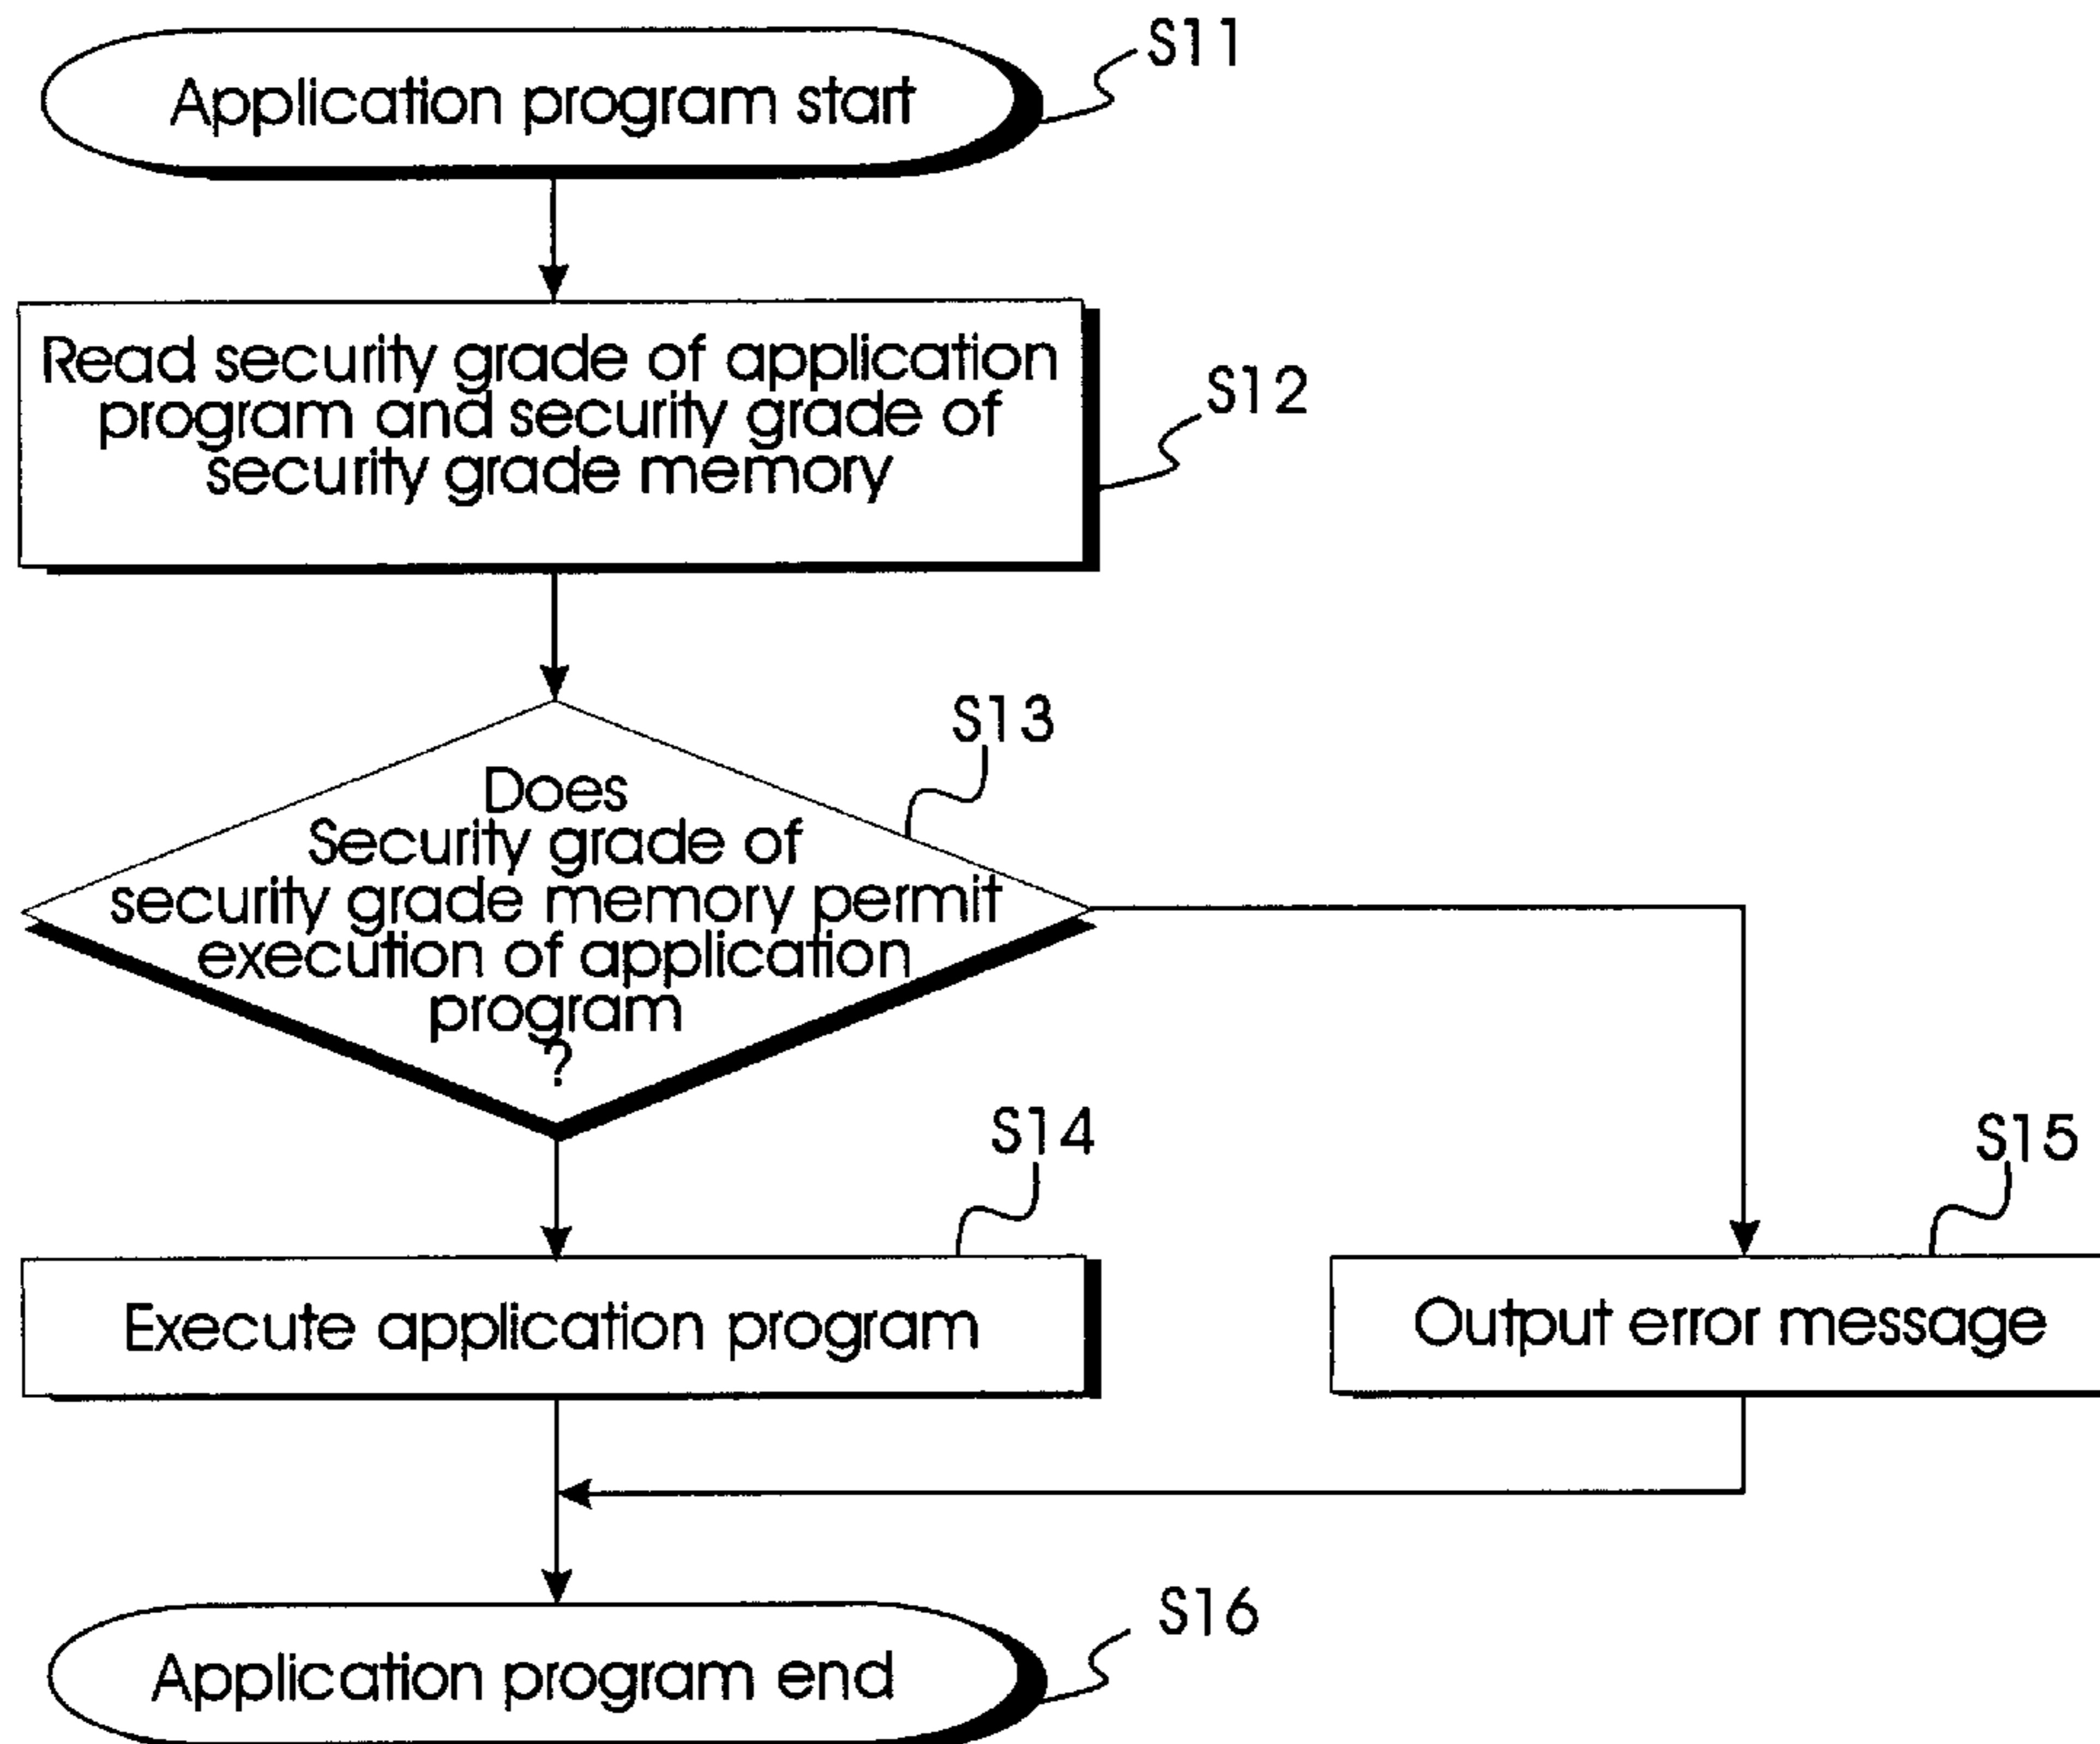 Application program start
S11
Read security grade of application
program and security grade of
security grade memory
S12
S13
Does
Security grade of
security grade memory permit
execution of application
program
?
S14
Execute application program
S15
Output error message
Application program end
S16